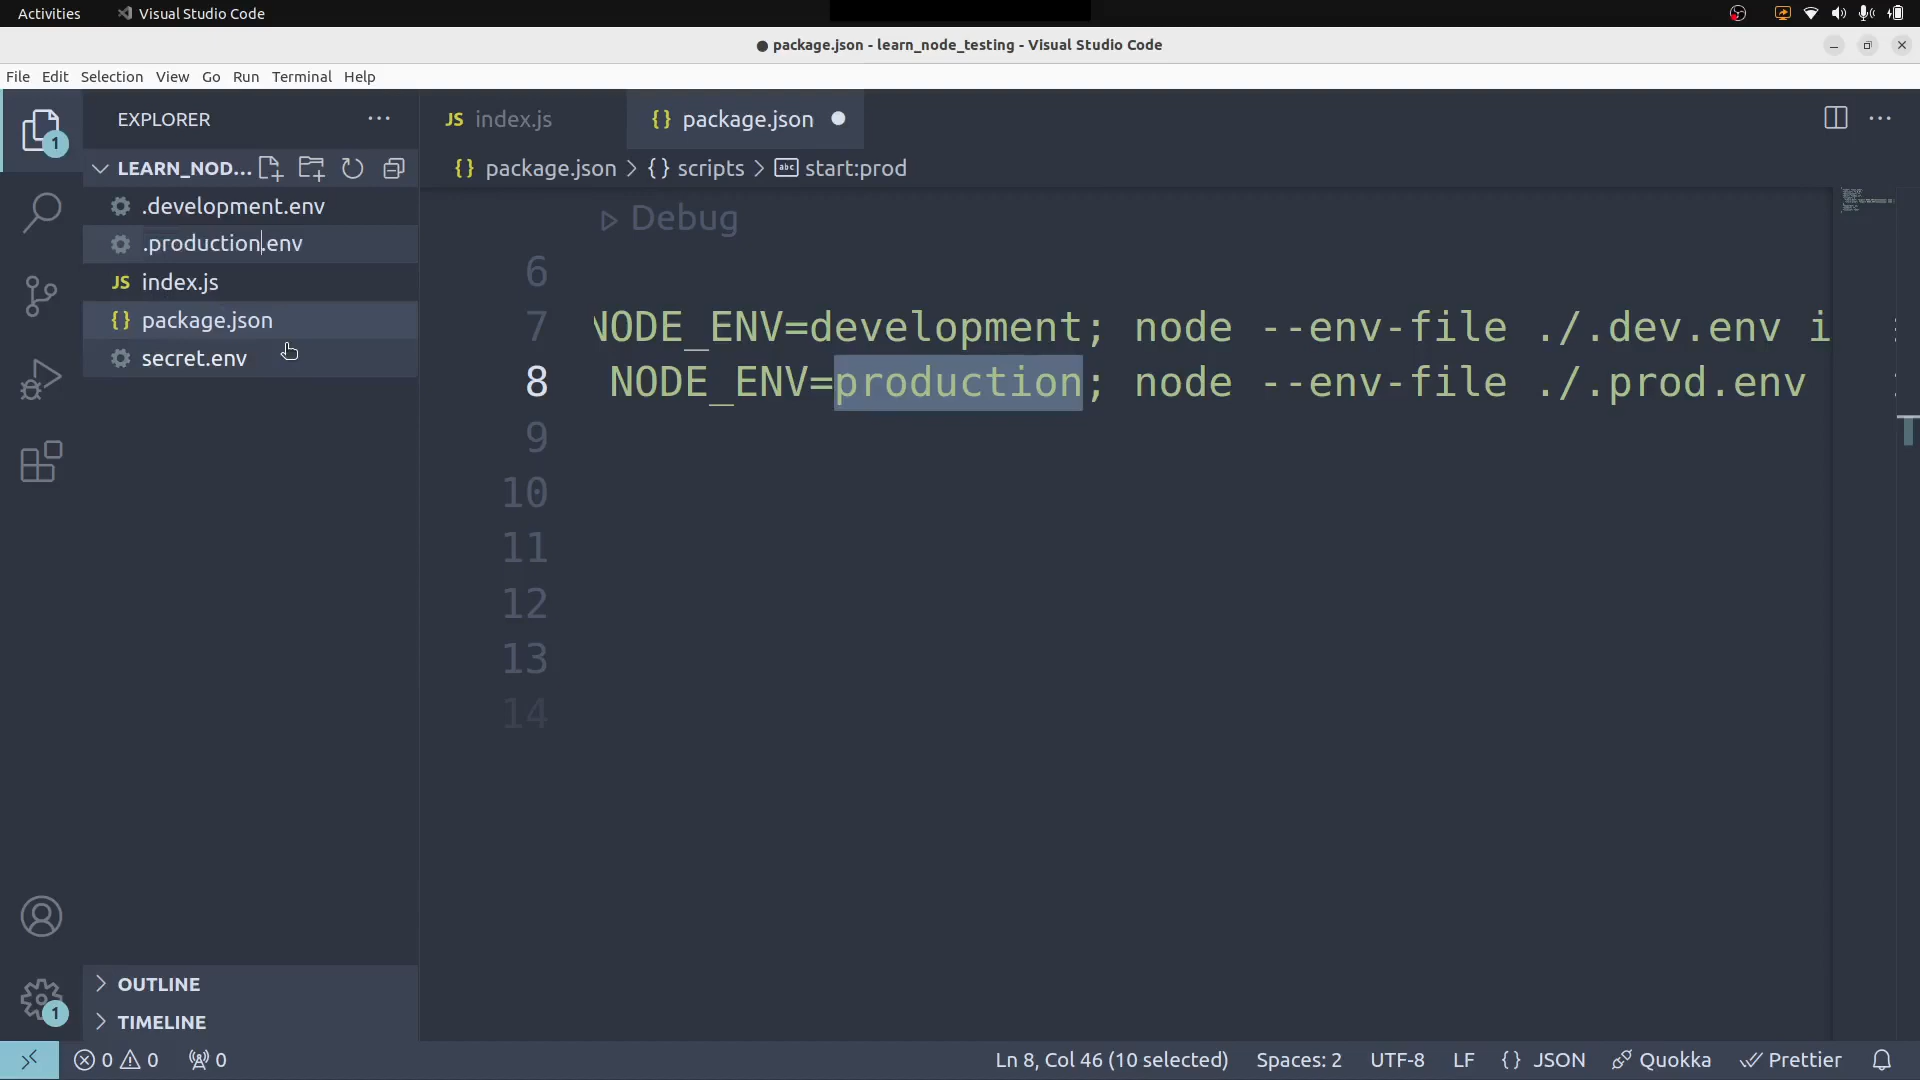 Activities Visual Studio Code
package.json - learn_node_testing - Visual Studio Code
File Edit Selection View Go Run Terminal Help
EXPLORER
index.js
package.json
LEARN_NOD...
package.json > {} scripts > abc start:prod
.development.env
.production.env
index.js
package.json
secret.env
Debug
6
7 NODE_ENV=development; node --env-file ./.dev.env i
8 NODE_ENV=production; node --env-file ./.prod.env
9
10
11
12
13
14
1
1
OUTLINE
TIMELINE
0 0 0 Ln 8, Col 46 (10 selected) Spaces: 2 UTF-8 LF {} JSON Quokka Prettier